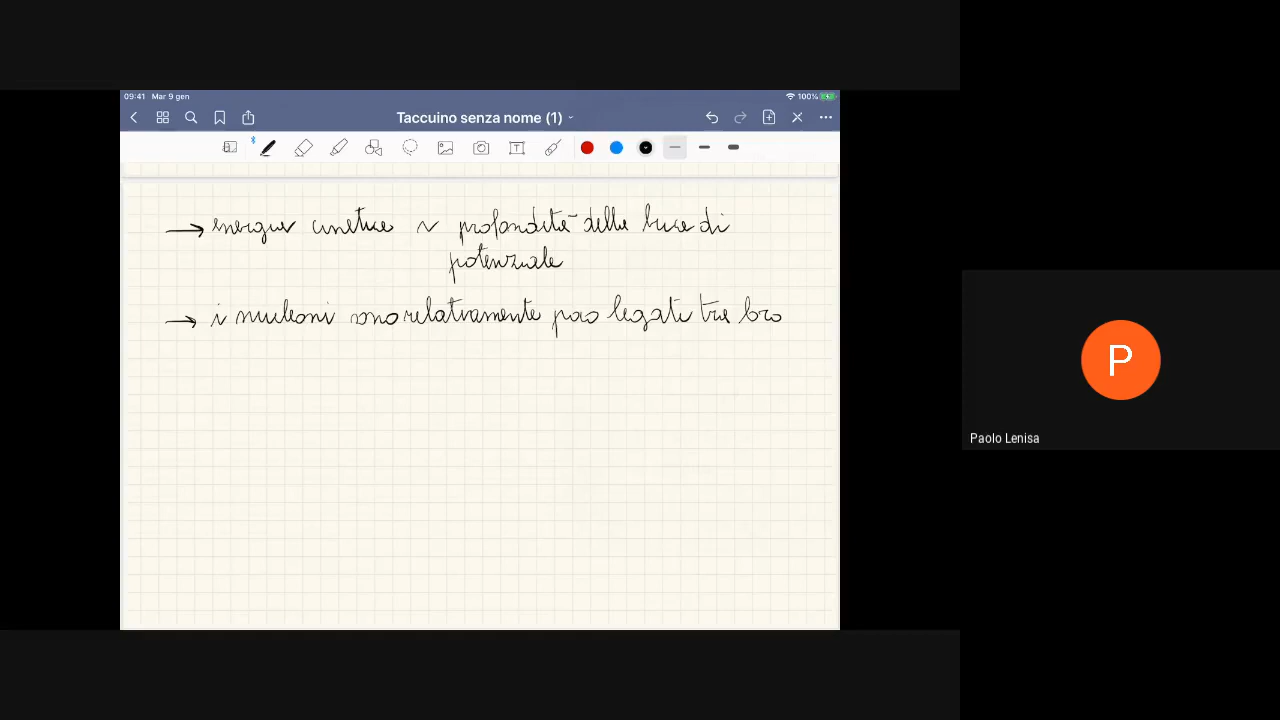 09:41 Mar 9 gen 100%
Taccuino senza nome (1)
T
→ energia cinetica ~ profondità della buca di
potenziale
→ i nucleoni sono relativamente poco legati tra loro
P
Paolo Lenisa